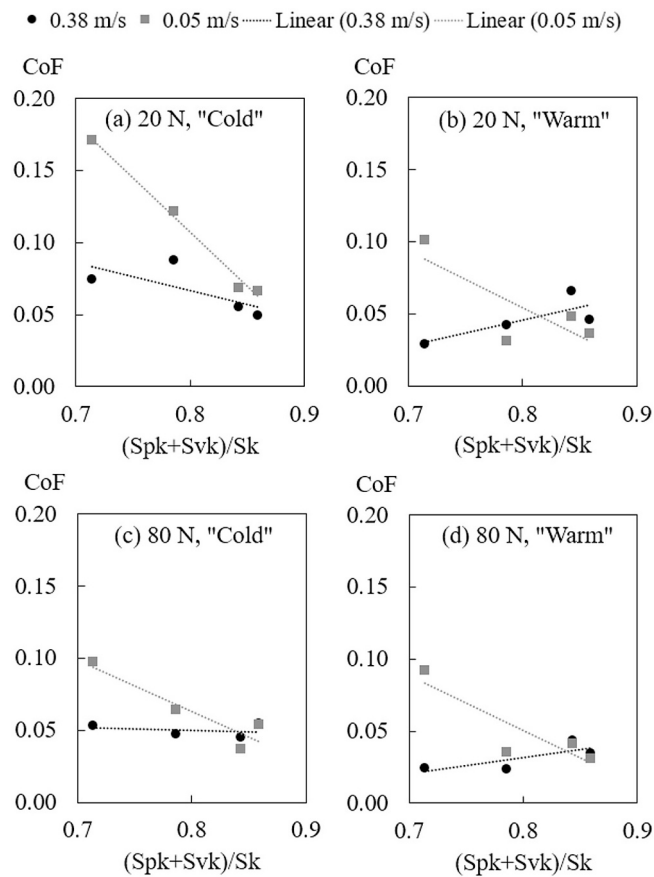 0.38 m/s 0.05 m/s Linear (0.38 m/s) Linear (0.05 m/s)
CoF
0.20
0.15
0.10
0.05
0.00
(a) 20 N, "Cold"
0.7 0.8 0.9
(Spk+Svk)/Sk
CoF
0.20
0.15
0.10
0.05
0.00
(b) 20 N, "Warm"
0.7 0.8 0.9
(Spk+Svk)/Sk
CoF
0.20
0.15
0.10
0.05
0.00
(c) 80 N, "Cold"
0.7 0.8 0.9
(Spk+Svk)/Sk
CoF
0.20
0.15
0.10
0.05
0.00
(d) 80 N, "Warm"
0.7 0.8 0.9
(Spk+Svk)/Sk